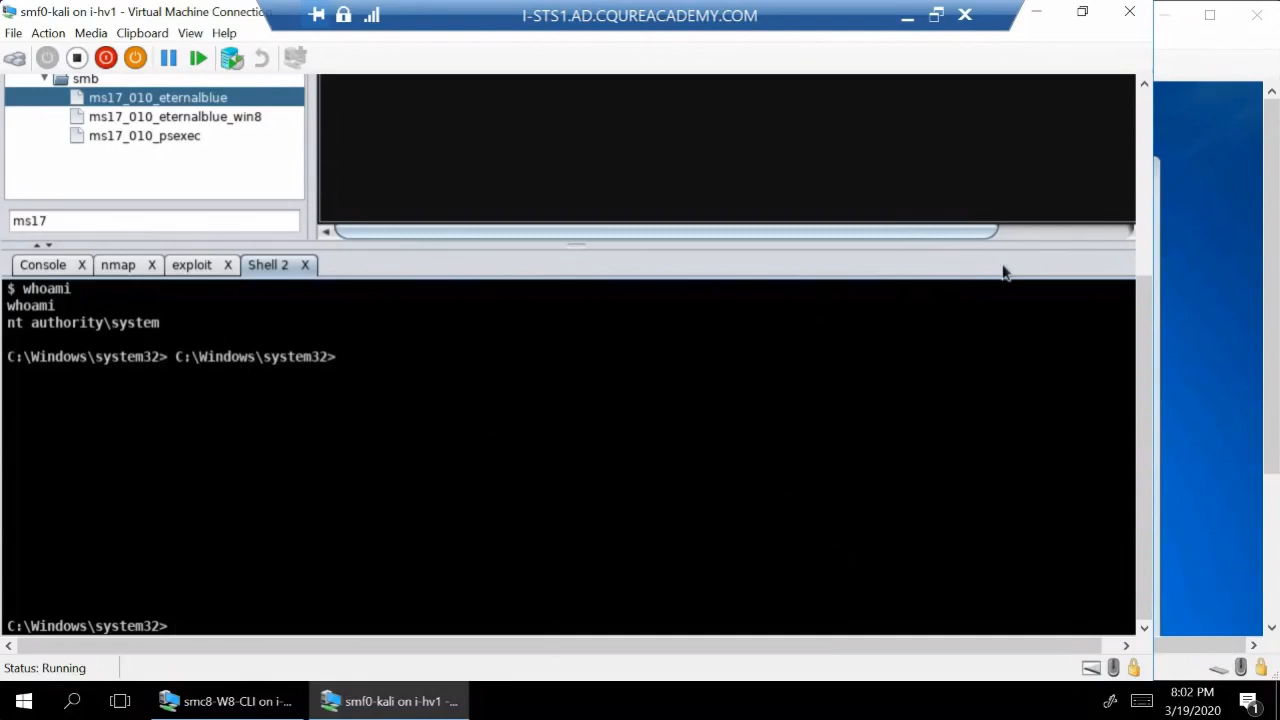 smf0-kali on i-hv1 - Virtual Machine Connection
I-STS1.AD.CQUREACADEMY.COM
File Action Media Clipboard View Help
smb
ms17_010_eternalblue
ms17_010_eternalblue_win8
ms17_010_psexec
ms17
Console X nmap X exploit X Shell 2 X
$ whoami
whoami
nt authority\system
C:\Windows\system32> C:\Windows\system32>
C:\Windows\system32>
Status: Running
smc8-W8-CLI on i-...
smf0-kali on i-hv1 -...
8:02 PM
3/19/2020
1